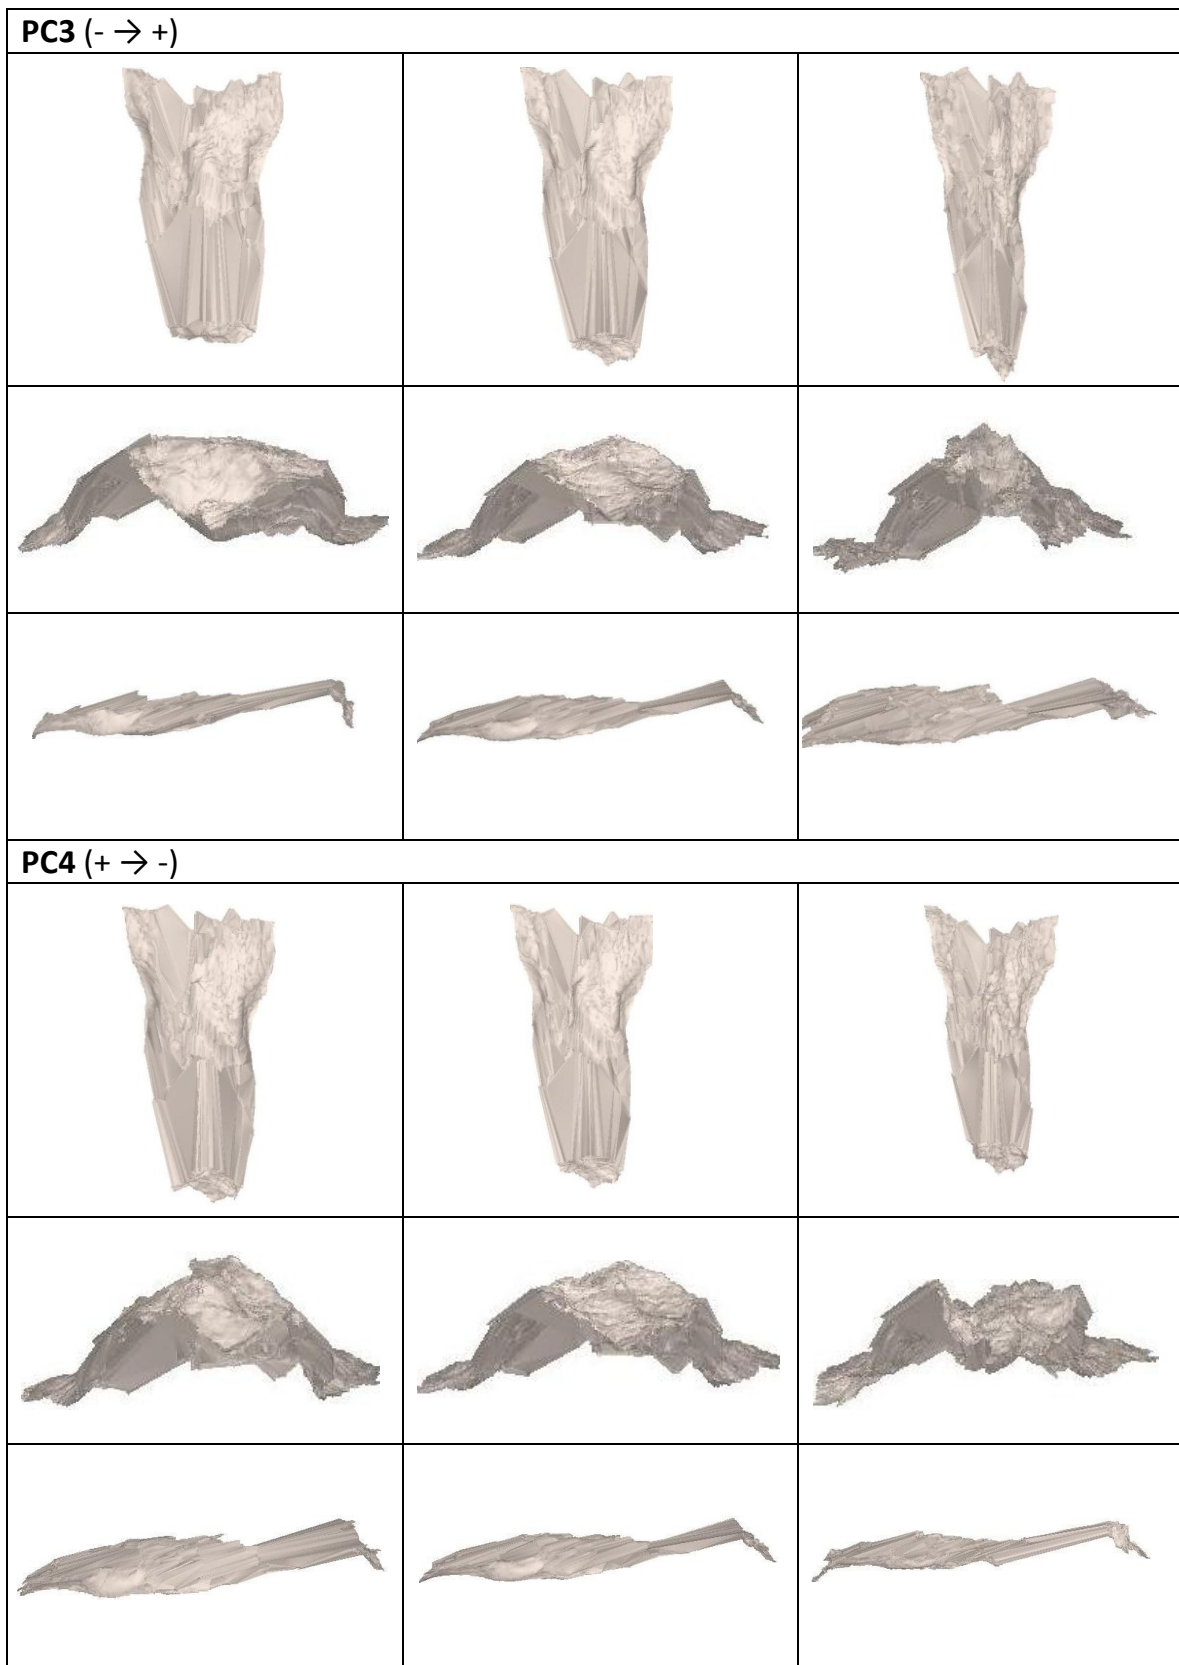 PC3 (- → +)
PC4 (+ → -)